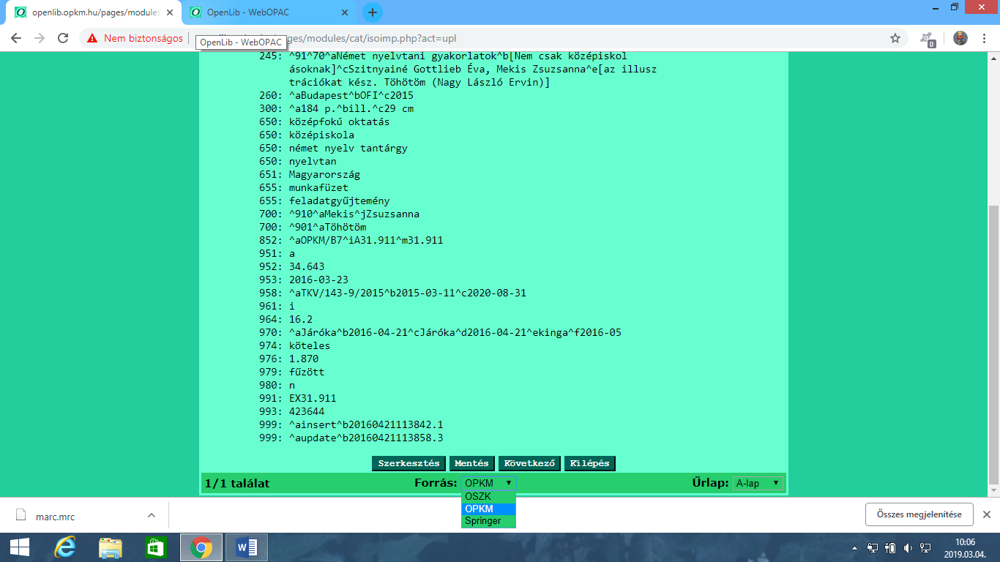 openlib.opkm.hu/pages/modules
OpenLib - WebOPAC
Nem biztonságos
ages/modules/cat/isoimp.php?act=upl
OpenLib - WebOPAC
0
245: ^91^70^aNémet nyelvtani gyakorlatok^b[Nem csak középiskol
ásoknak]^cSzitnyainé Gottlieb Éva, Mekis Zsuzsanna^e[az illusz
trációkat kész. Töhötöm (Nagy László Ervin)]
260: ^aBudapest^bOFI^c2015
300: ^a184 p.^bill.^c29 cm
650: középfokú oktatás
650: középiskola
650: német nyelv tantárgy
650: nyelvtan
651: Magyarország
655: munkafüzet
655: feladatgyűjtemény
700: ^910^aMekis^jZsuzsanna
700: ^901^aTöhötöm
852: ^aOPKM/B7^iA31.911^m31.911
951: a
952: 34.643
953: 2016-03-23
958: ^aTKV/143-9/2015^b2015-03-11^c2020-08-31
961: i
964: 16.2
970: ^aJáróka^b2016-04-21^cJáróka^d2016-04-21^ekinga^f2016-05
974: köteles
976: 1.870
979: fűzött
980: n
991: EX31.911
993: 423644
999: ^ainsert^b20160421113842.1
999: ^aupdate^b20160421113858.3
Szerkesztés Mentés Következő Kilépés
1/1 találat Forrás: OPKM Űrlap: A-lap
OSZK
OPKM
Springer
marc.mrc
Összes megjelenítése
10:06
2019.03.04.